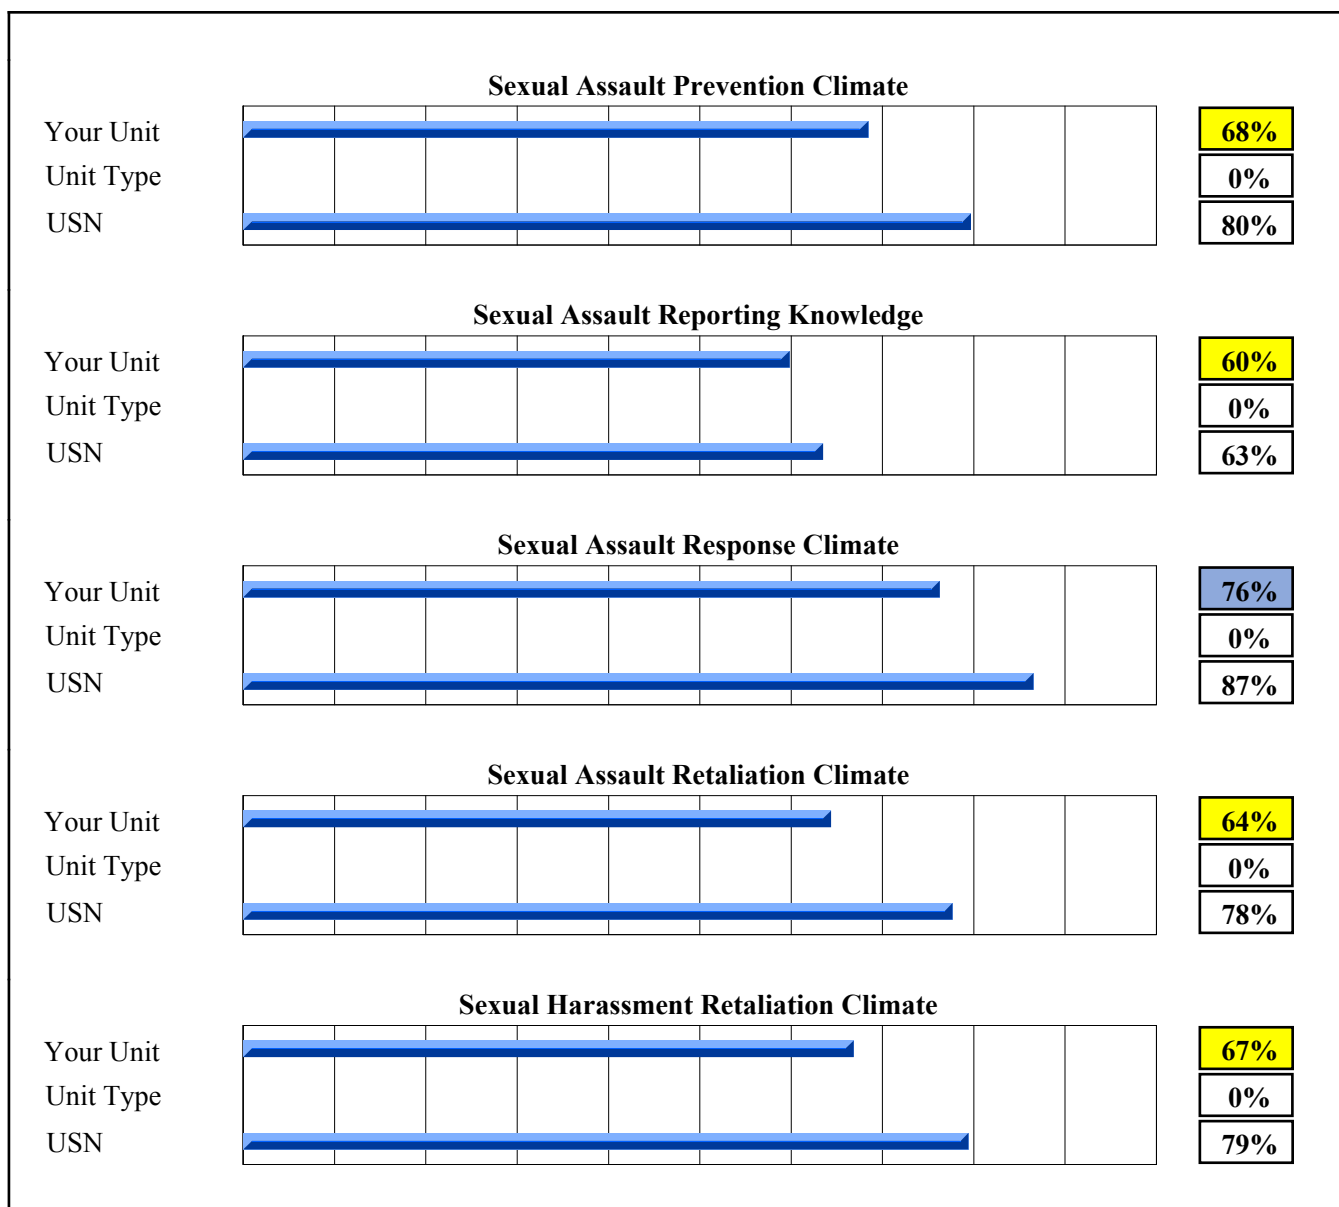 Sexual Assault Prevention Climate
Your Unit 68%
Unit Type 0%
USN 80%
Sexual Assault Reporting Knowledge
Your Unit 60%
Unit Type 0%
USN 63%
Sexual Assault Response Climate
Your Unit 76%
Unit Type 0%
USN 87%
Sexual Assault Retaliation Climate
Your Unit 64%
Unit Type 0%
USN 78%
Sexual Harassment Retaliation Climate
Your Unit 67%
Unit Type 0%
USN 79%